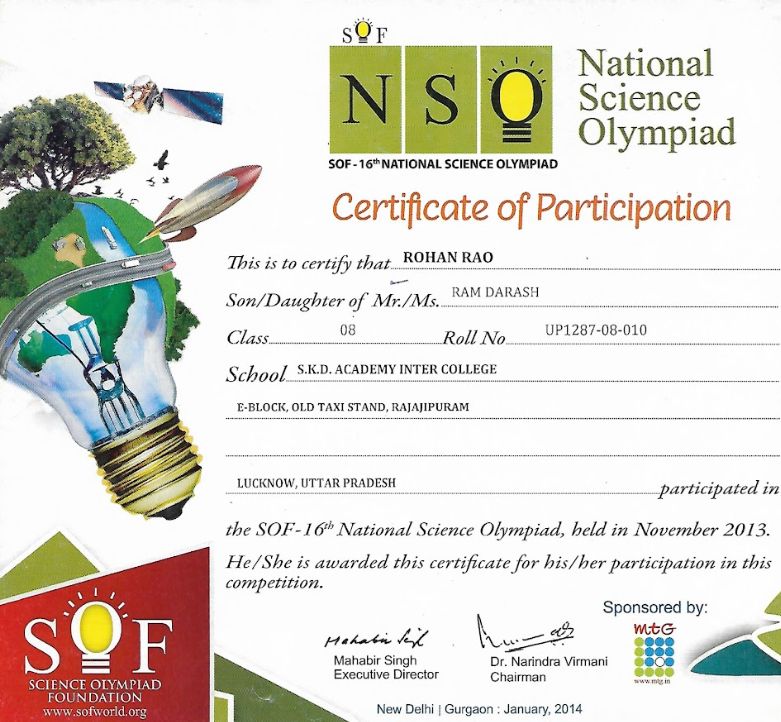 SOF
NSO
National
Science
Olympiad
SOF - 16th NATIONAL SCIENCE OLYMPIAD
Certificate of Participation
This is to certify that ROHAN RAO
Son/Daughter of Mr./Ms. RAM DARASH
Class 08 Roll No UP1287-08-010
School S.K.D. ACADEMY INTER COLLEGE
E-BLOCK, OLD TAXI STAND, RAJAJIPURAM
LUCKNOW, UTTAR PRADESH participated in
the SOF-16th National Science Olympiad, held in November 2013.
He/She is awarded this certificate for his/her participation in this
competition.
Sponsored by:
mtG
www.mtg.in
Mahabir Singh
Mahabir Singh
Executive Director
Dr. Narindra Virmani
Chairman
SOF
SCIENCE OLYMPIAD
FOUNDATION
www.sofworld.org
New Delhi | Gurgaon : January, 2014